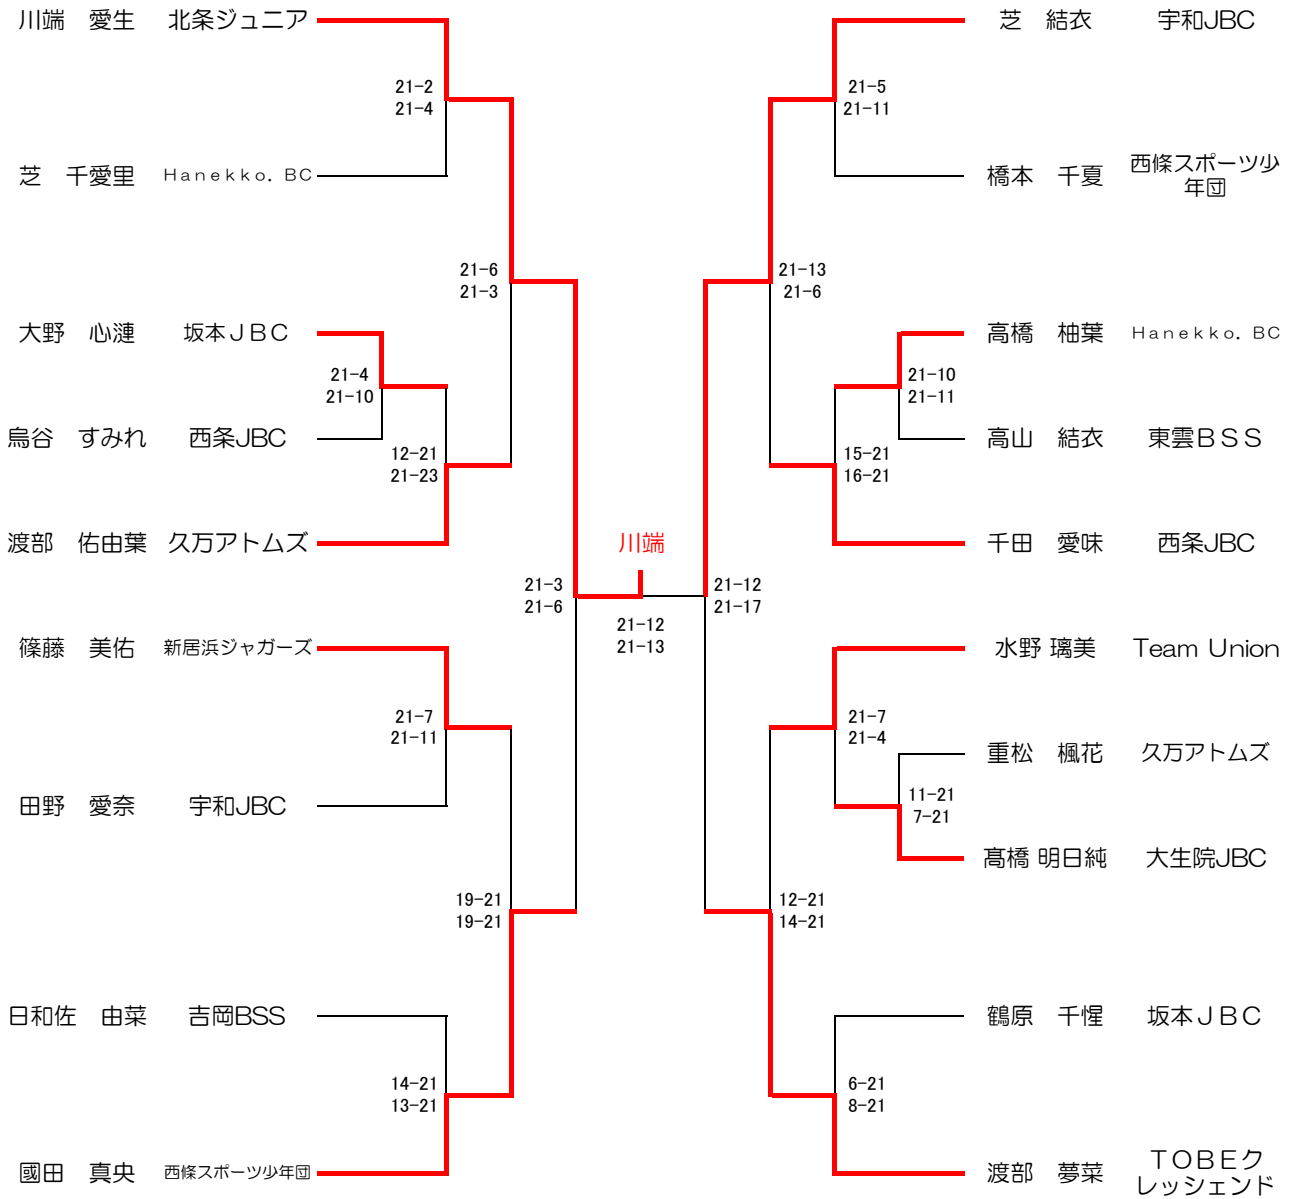 川端　愛生　北条ジュニア
21-2
21-4
芝　千愛里　Hanekko. BC
21-6
21-3
大野　心漣　坂本ＪＢＣ
21-4
21-10
烏谷　すみれ　西条JBC
12-21
21-23
渡部　佑由葉　久万アトムズ
21-3
21-6
篠藤　美佑　新居浜ジャガーズ
21-7
21-11
田野　愛奈　宇和JBC
19-21
19-21
日和佐　由菜　吉岡BSS
14-21
13-21
國田　真央　西條スポーツ少年団
川端
21-12
21-13
芝　結衣　宇和JBC
21-5
21-11
橋本　千夏　西條スポーツ少
年団
21-13
21-6
高橋　柚葉　Hanekko. BC
21-10
21-11
高山　結衣　東雲ＢＳＳ
15-21
16-21
千田　愛味　西条JBC
21-12
21-17
水野 璃美　Team Union
21-7
21-4
重松　楓花　久万アトムズ
11-21
7-21
髙橋 明日純　大生院JBC
12-21
14-21
鶴原　千惺　坂本ＪＢＣ
6-21
8-21
渡部　夢菜　ＴＯＢＥク
レッシェンド